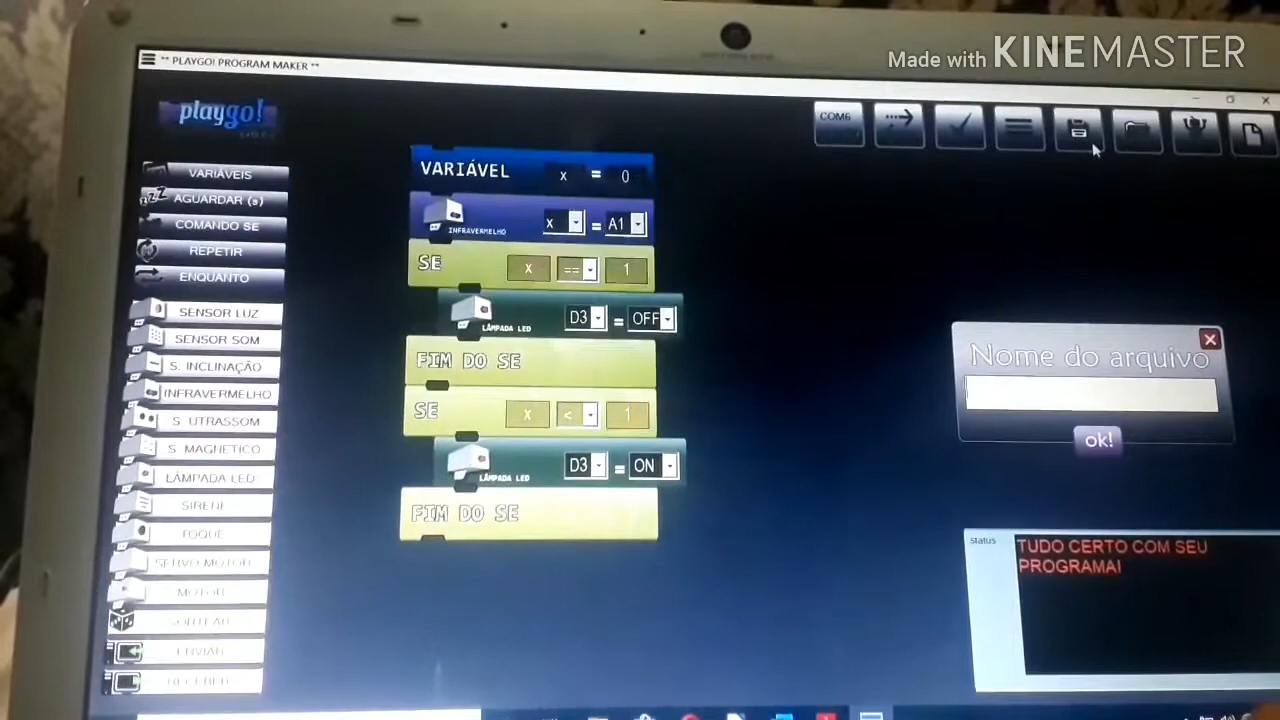 Made with KINEMASTER
** PLAYGO! PROGRAM MAKER **
playgo!
COM6
VARIÁVEIS
AGUARDAR (s)
COMANDO SE
REPETIR
ENQUANTO
SENSOR LUZ
SENSOR SOM
S. INCLINAÇÃO
INFRAVERMELHO
S UTRASSOM
S. MAGNETICO
LÂMPADA LED
SIRENE
TOQUE
SERVO MOTOR
MOTOR
ENVIAR
RECEBER
VARIÁVEL x = 0
INFRAVERMELHO x = A1
SE x == 1
LÂMPADA LED D3 = OFF
FIM DO SE
SE x < 1
LÂMPADA LED D3 = ON
FIM DO SE
Nome do arquivo
ok!
status
TUDO CERTO COM SEU
PROGRAMA!